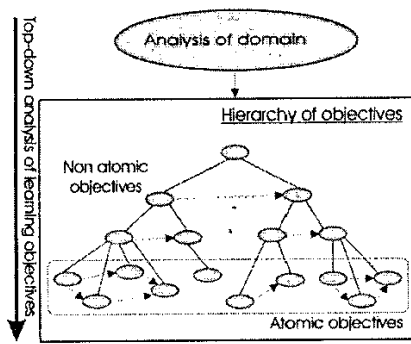 Analysis of domain
Top-down analysis of learning objectives
Hierarchy of objectives
Non atomic
objectives
Atomic objectives